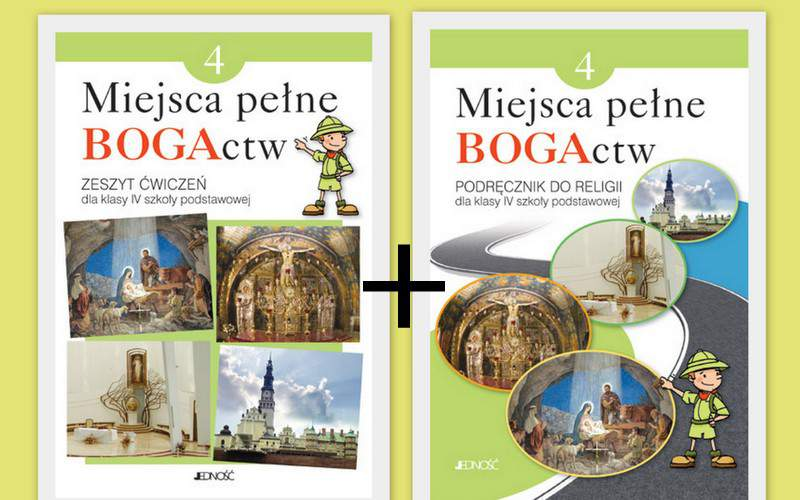 4
Miejsca pełne
BOGActw
ZESZYT ĆWICZEŃ
dla klasy IV szkoły podstawowej
JEDNOŚĆ
+
4
Miejsca pełne
BOGActw
PODRĘCZNIK DO RELIGII
dla klasy IV szkoły podstawowej
JEDNOŚĆ